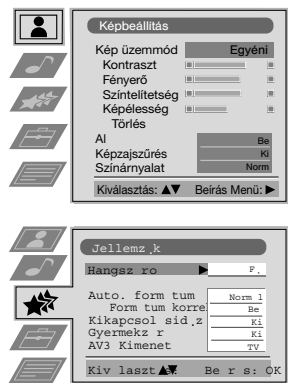 Képbeállítás
Kép üzemmód Egyéni
Kontraszt
Fényerő
Színtelítetség
Képélesség
Törlés
AI Be
Képzajszűrés Ki
Színárnyalat Norm
Kiválasztás: ▲▼ Beírás Menü: ▶
Jellemz¸k
Hangsz ro ▶ F.
Auto. form tum Norm l
Form tum korre Be
Kikapcsol sid¸z Ki
Gyermekz r Ki
AV3 Kimenet TV
Kiv laszt ▲▼ Be r s: OK